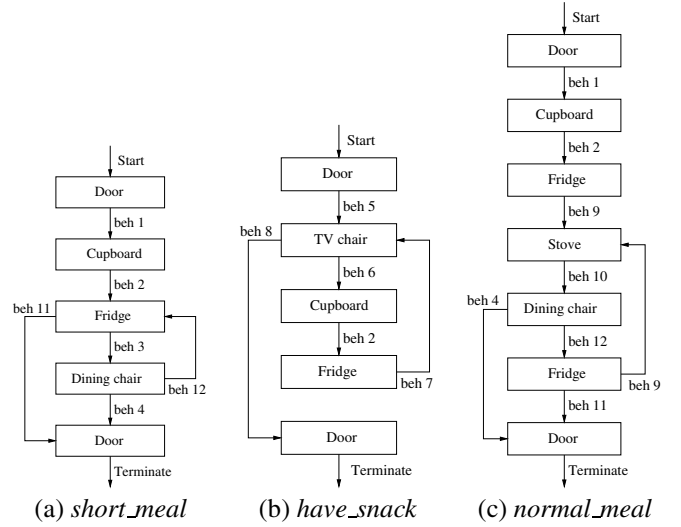 Start
Door
beh 1
Cupboard
beh 2
beh 11
Fridge
beh 3
Dining chair
beh 12
beh 4
Door
Terminate
(a) short_meal
Start
Door
beh 5
beh 8
TV chair
beh 6
Cupboard
beh 2
Fridge
beh 7
Door
Terminate
(b) have_snack
Start
Door
beh 1
Cupboard
beh 2
Fridge
beh 9
Stove
beh 10
beh 4
Dining chair
beh 12
Fridge
beh 9
beh 11
Door
Terminate
(c) normal_meal